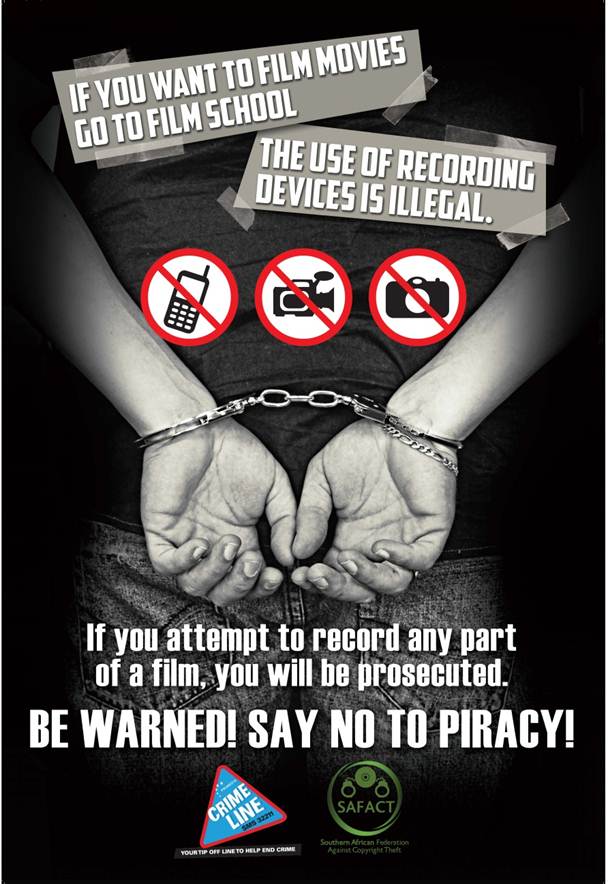 IF YOU WANT TO FILM MOVIES
GO TO FILM SCHOOL
THE USE OF RECORDING
DEVICES IS ILLEGAL.
If you attempt to record any part
of a film, you will be prosecuted.
BE WARNED! SAY NO TO PIRACY!
CRIME
LINE
SMS 32211
YOUR TIP OFF LINE TO HELP END CRIME
SAFACT
Southern African Federation
Against Copyright Theft